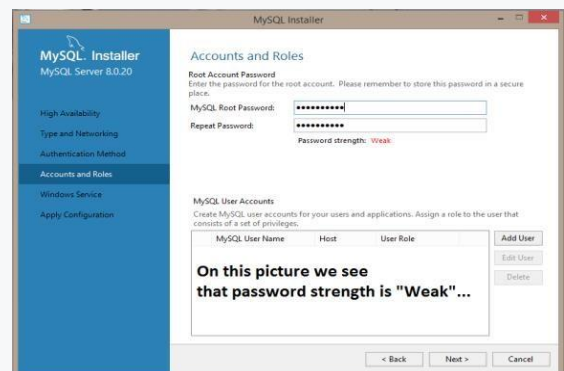 MySQL Installer
MySQL. Installer
MySQL Server 8.0.20
High Availability
Type and Networking
Authentication Method
Accounts and Roles
Windows Service
Apply Configuration
Accounts and Roles
Root Account Password
Enter the password for the root account. Please remember to store this password in a secure
place.
MySQL Root Password:
Repeat Password:
Password strength: Weak
MySQL User Accounts
Create MySQL user accounts for your users and applications. Assign a role to the user that
consists of a set of privileges.
MySQL User Name Host User Role
Add User
Edit User
Delete
On this picture we see
that password strength is "Weak"...
< Back Next > Cancel